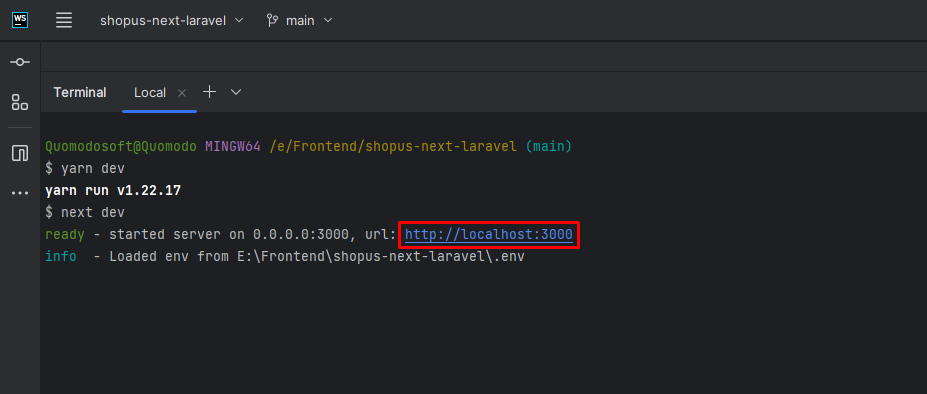 WS shopus-next-laravel main
Terminal Local
Quomodosoft@Quomodo MINGW64 /e/Frontend/shopus-next-laravel (main)
$ yarn dev
yarn run v1.22.17
$ next dev
ready - started server on 0.0.0.0:3000, url: http://localhost:3000
info  - Loaded env from E:\Frontend\shopus-next-laravel\.env